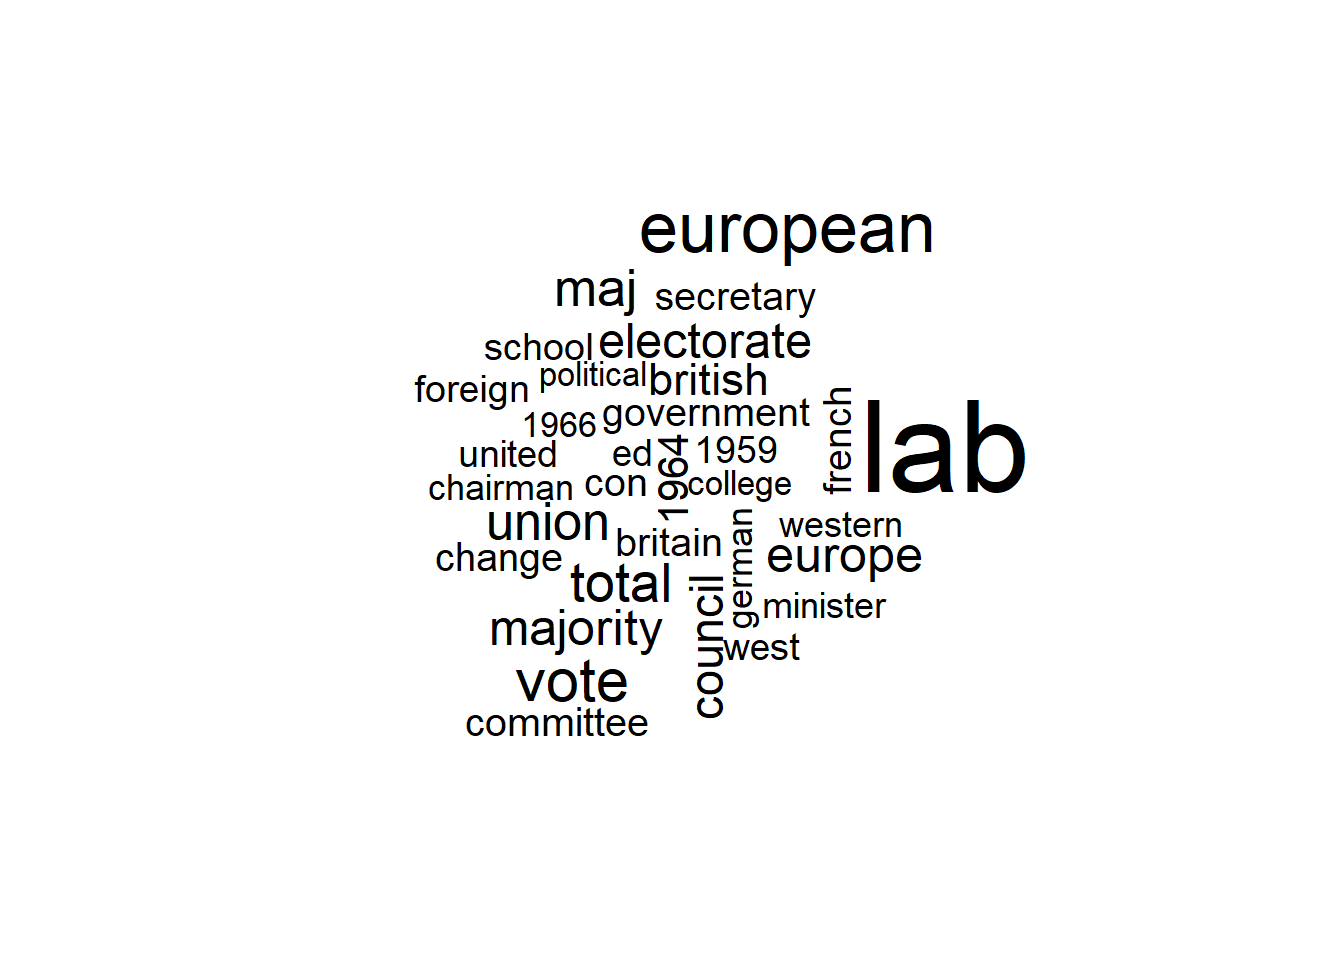 european
maj
secretary
school
electorate
political
british
foreign
government
french
lab
1966
united
ed
1964
1959
chairman
con
college
union
western
change
britain
german
europe
total
council
minister
majority
west
vote
committee